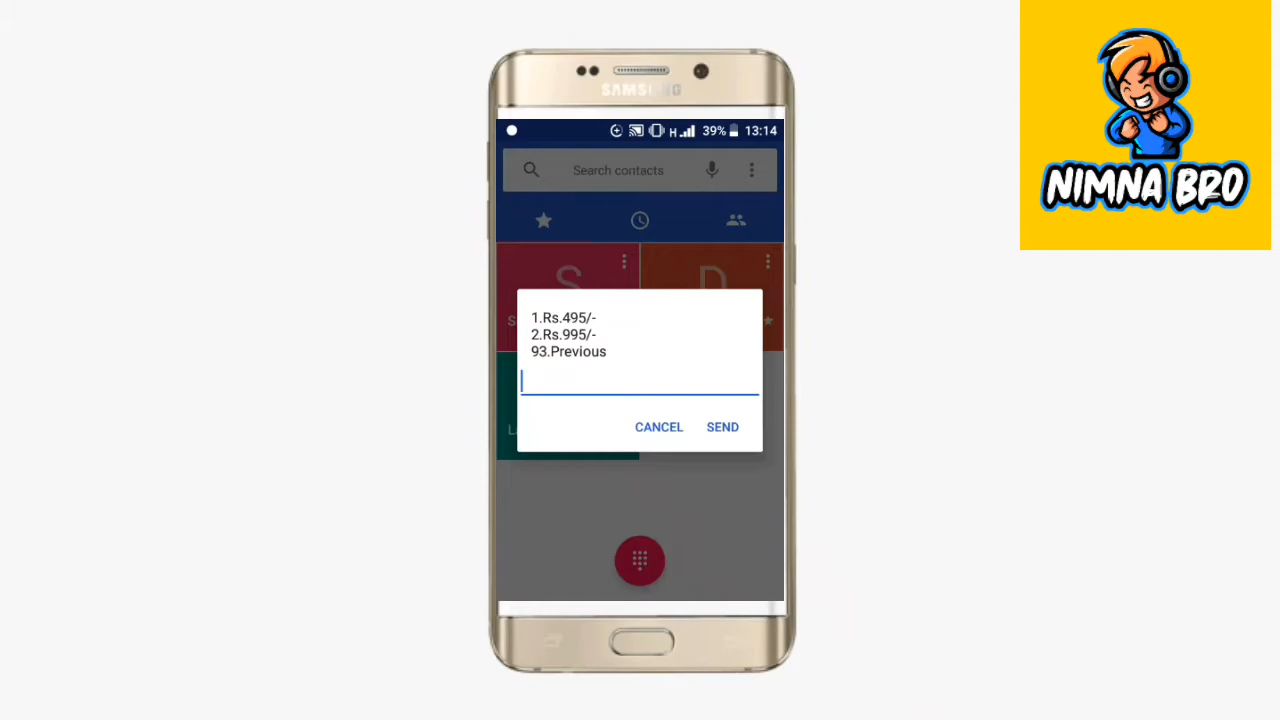 SAMSUNG
H 39% 13:14
Search contacts
S
D
1.Rs.495/-
2.Rs.995/-
93.Previous
CANCEL SEND
NIMNA BRO